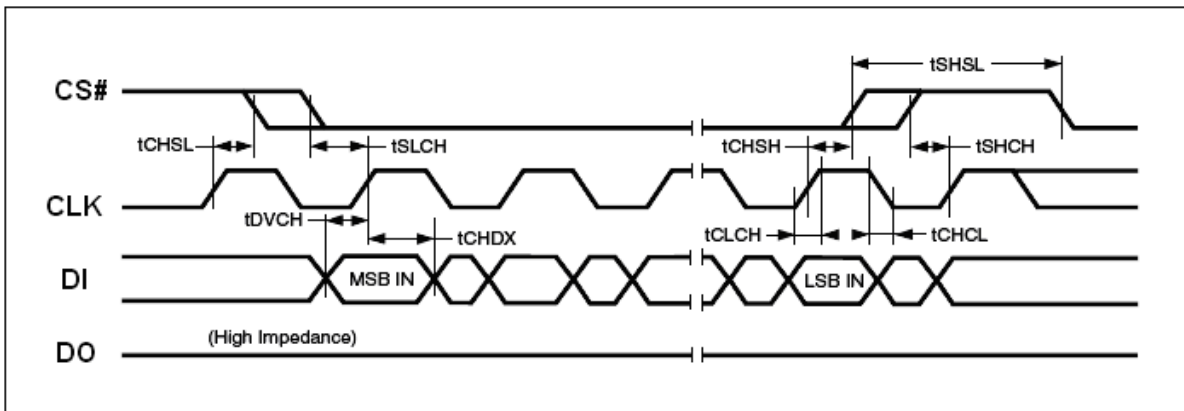 tSHSL
CS#
tCHSL
tSLCH
tCHSH
tSHCH
CLK
tDVCH
tCHDX
tCLCH
tCHCL
DI
MSB IN
LSB IN
(High Impedance)
DO